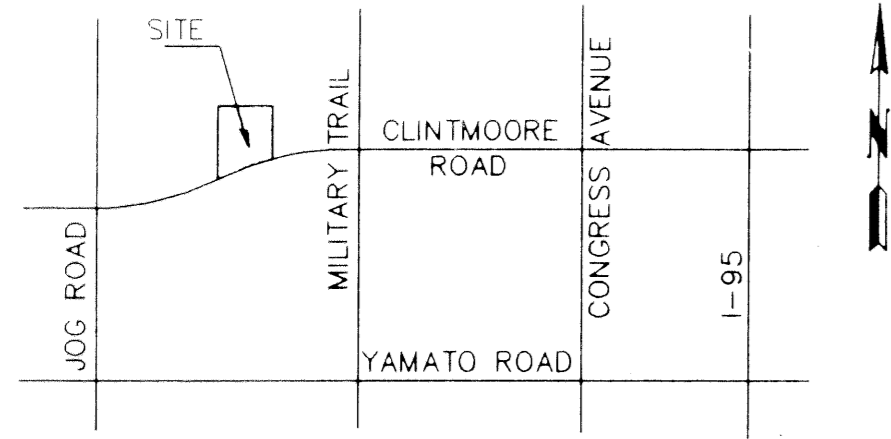 SITE
MILITARY TRAIL
CLINTMOORE
ROAD
CONGRESS AVENUE
N
JOG ROAD
I-95
YAMATO ROAD